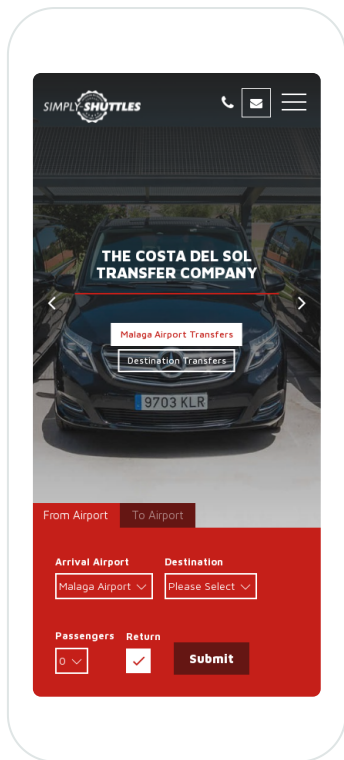 SIMPLY SHUTTLES
THE COSTA DEL SOL
TRANSFER COMPANY
Malaga Airport Transfers
Destination Transfers
9703 KLR
From Airport
To Airport
Arrival Airport
Destination
Malaga Airport
Please Select
Passengers
Return
0
Submit